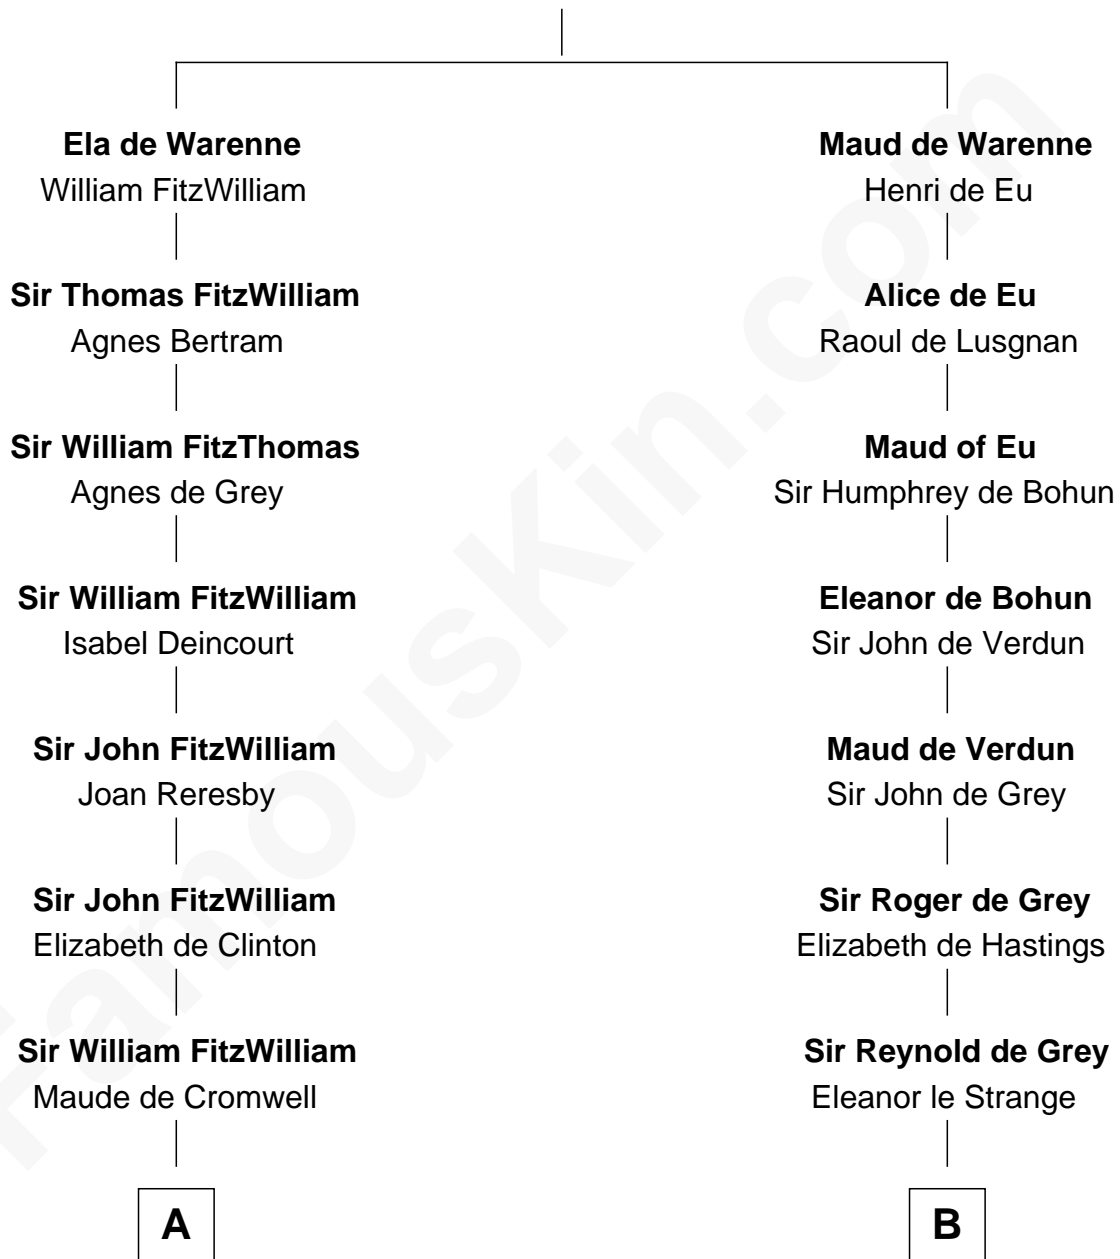 Ela de Warenne
William FitzWilliam
Sir Thomas FitzWilliam
Agnes Bertram
Sir William FitzThomas
Agnes de Grey
Sir William FitzWilliam
Isabel Deincourt
Sir John FitzWilliam
Joan Reresby
Sir John FitzWilliam
Elizabeth de Clinton
Sir William FitzWilliam
Maude de Cromwell
A
Maud de Warenne
Henri de Eu
Alice de Eu
Raoul de Lusgnan
Maud of Eu
Sir Humphrey de Bohun
Eleanor de Bohun
Sir John de Verdun
Maud de Verdun
Sir John de Grey
Sir Roger de Grey
Elizabeth de Hastings
Sir Reynold de Grey
Eleanor le Strange
B
FamousKin.com